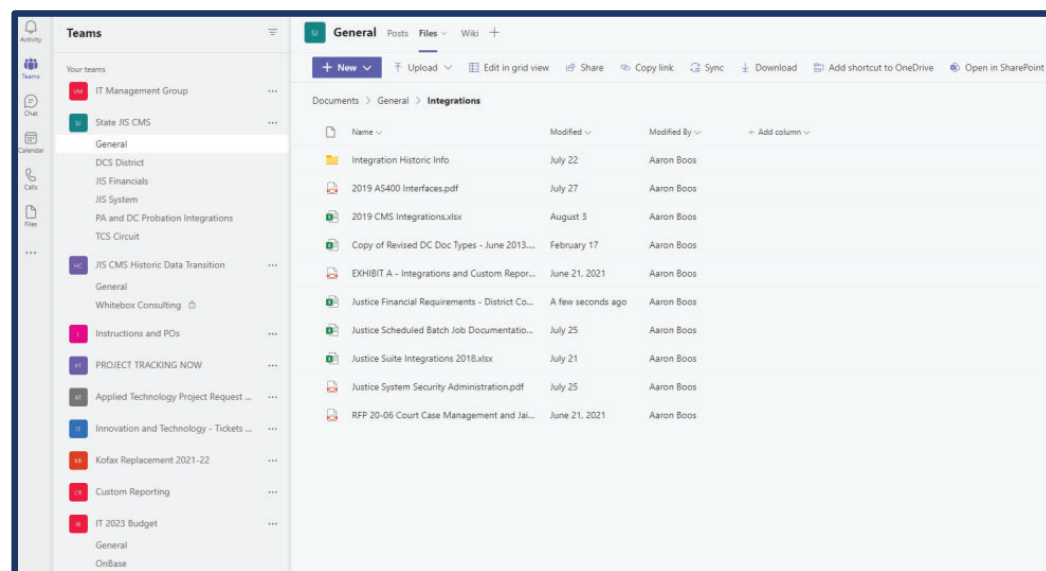 Activity
Teams
Chat
Calendar
Calls
Files
...
Teams
Your teams
IT Management Group ...
SJ State JIS CMS ...
General
DCS District
JIS Financials
JIS System
PA and DC Probation Integrations
TCS Circuit
HC JIS CMS Historic Data Transition ...
General
Whitebox Consulting
I Instructions and POs ...
PT PROJECT TRACKING NOW ...
AT Applied Technology Project Request ... ...
IT Innovation and Technology - Tickets ... ...
KR Kofax Replacement 2021-22 ...
CR Custom Reporting ...
IB IT 2023 Budget ...
General
OnBase
SJ General Posts Files Wiki +
+ New Upload Edit in grid view Share Copy link Sync Download Add shortcut to OneDrive Open in SharePoint
Documents > General > Integrations
Name Modified Modified By + Add column
Integration Historic Info July 22 Aaron Boos
2019 AS400 Interfaces.pdf July 27 Aaron Boos
2019 CMS Integrations.xlsx August 3 Aaron Boos
Copy of Revised DC Doc Types - June 2013.... February 17 Aaron Boos
EXHIBIT A - Integrations and Custom Repor... June 21, 2021 Aaron Boos
Justice Financial Requirements - District Co... A few seconds ago Aaron Boos
Justice Scheduled Batch Job Documentatio... July 25 Aaron Boos
Justice Suite Integrations 2018.xlsx July 21 Aaron Boos
Justice System Security Administration.pdf July 25 Aaron Boos
RFP 20-06 Court Case Management and Jai... June 21, 2021 Aaron Boos